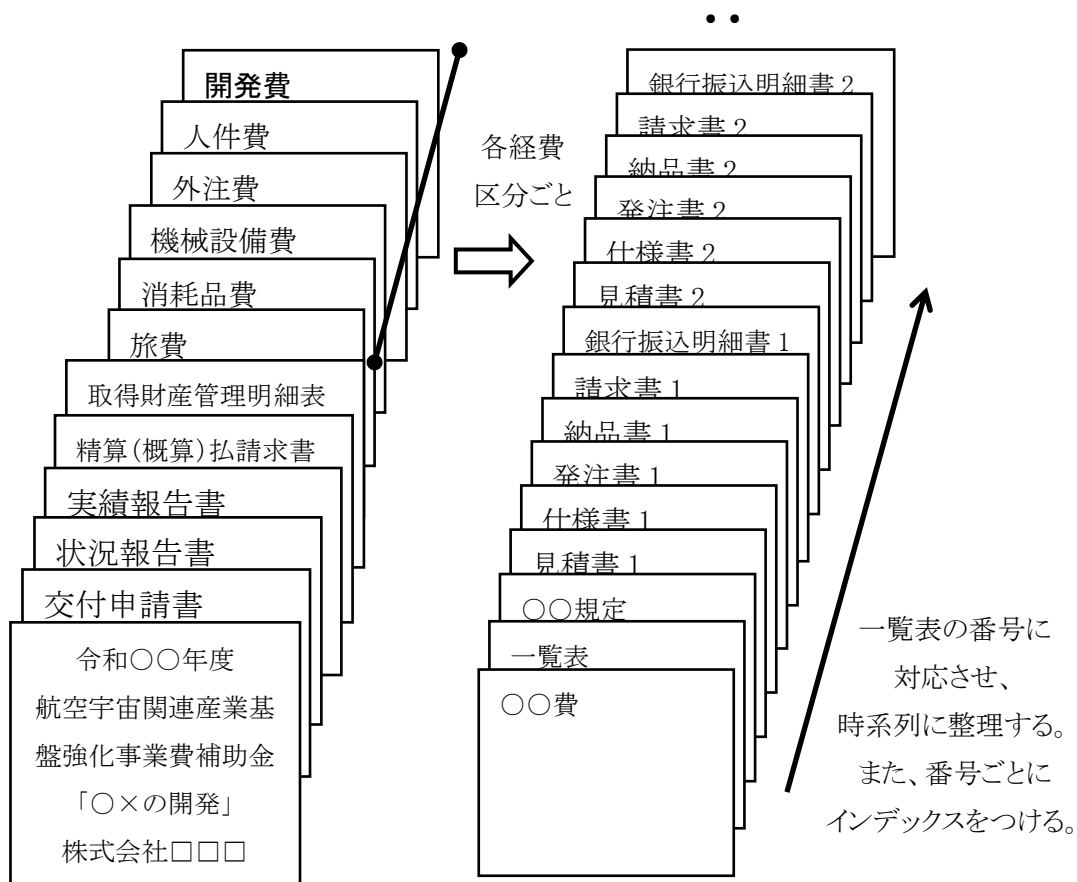 開発費
人件費
外注費
機械設備費
消耗品費
旅費
取得財産管理明細表
精算(概算)払請求書
実績報告書
状況報告書
交付申請書
令和○○年度
航空宇宙関連産業基
盤強化事業費補助金
「○×の開発」
株式会社□□□
各経費
区分ごと
・・
銀行振込明細書2
請求書2
納品書2
発注書2
仕様書2
見積書2
銀行振込明細書1
請求書1
納品書1
発注書1
仕様書1
見積書1
○○規定
一覧表
○○費
一覧表の番号に
対応させ、
時系列に整理する。
また、番号ごとに
インデックスをつける。